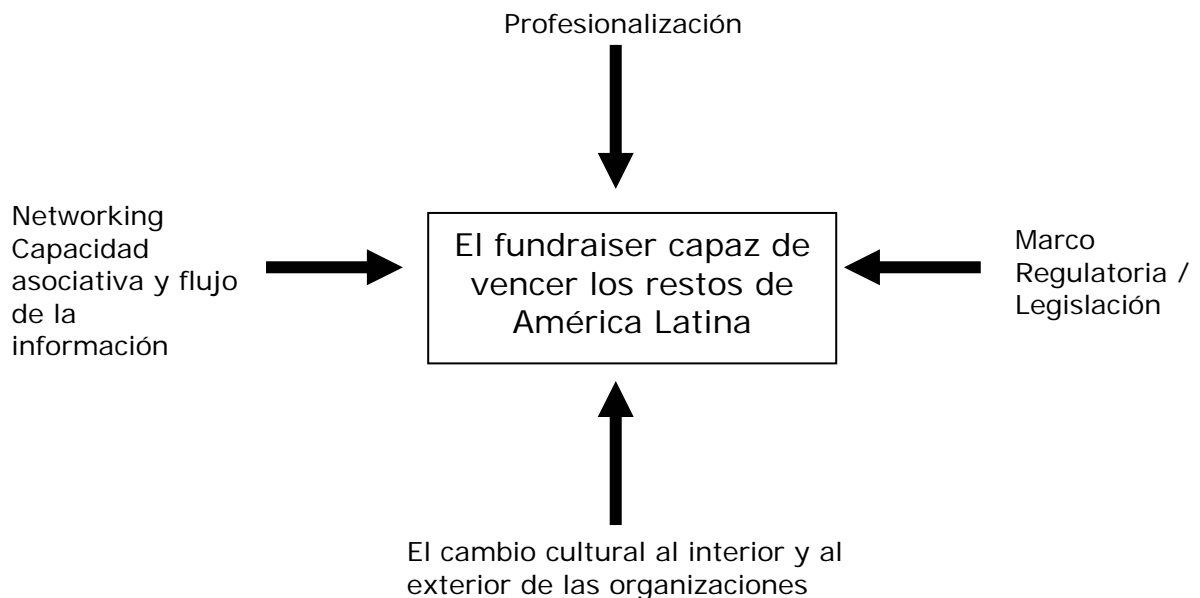 Profesionalización
Networking
Capacidad
asociativa y flujo
de la
información
El fundraiser capaz de
vencer los restos de
América Latina
Marco
Regulatoria /
Legislación
El cambio cultural al interior y al
exterior de las organizaciones